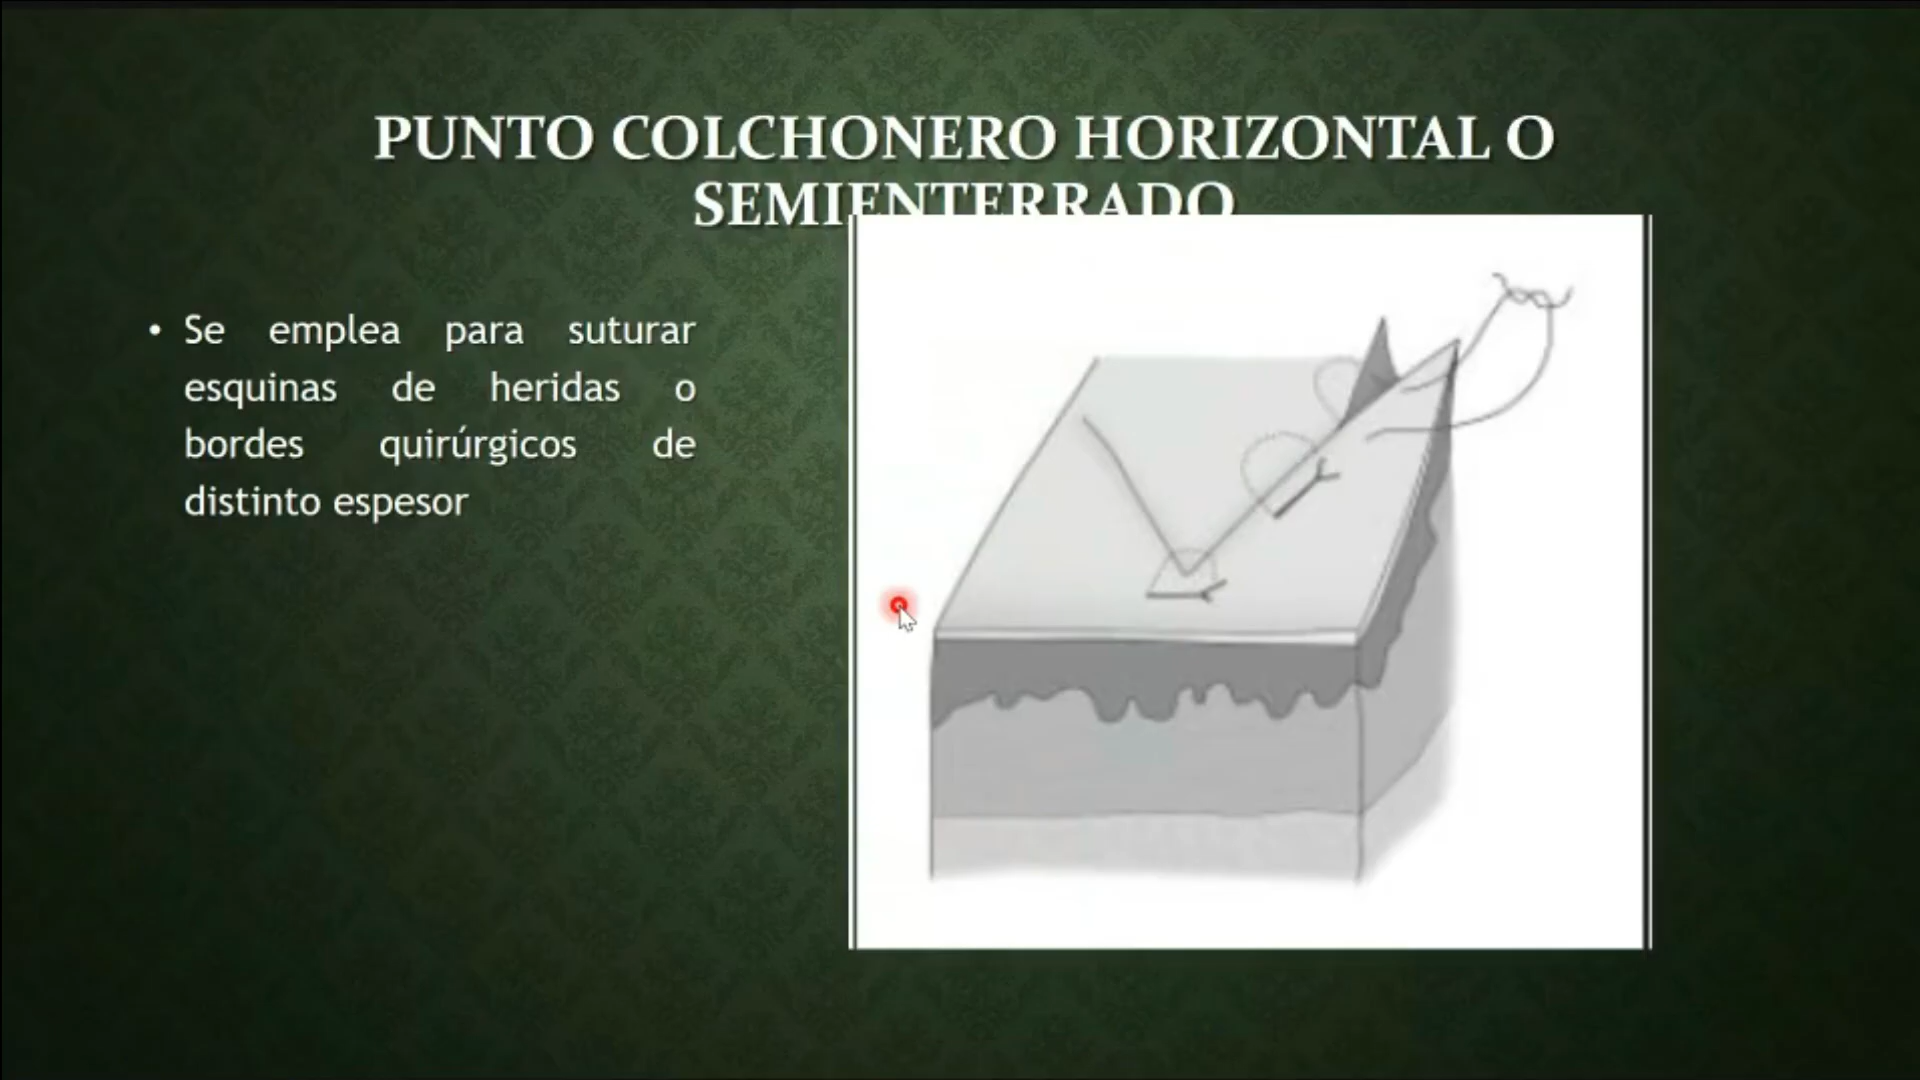 PUNTO COLCHONERO HORIZONTAL O
SEMIENTERRADO
• Se emplea para suturar
esquinas de heridas o
bordes quirúrgicos de
distinto espesor